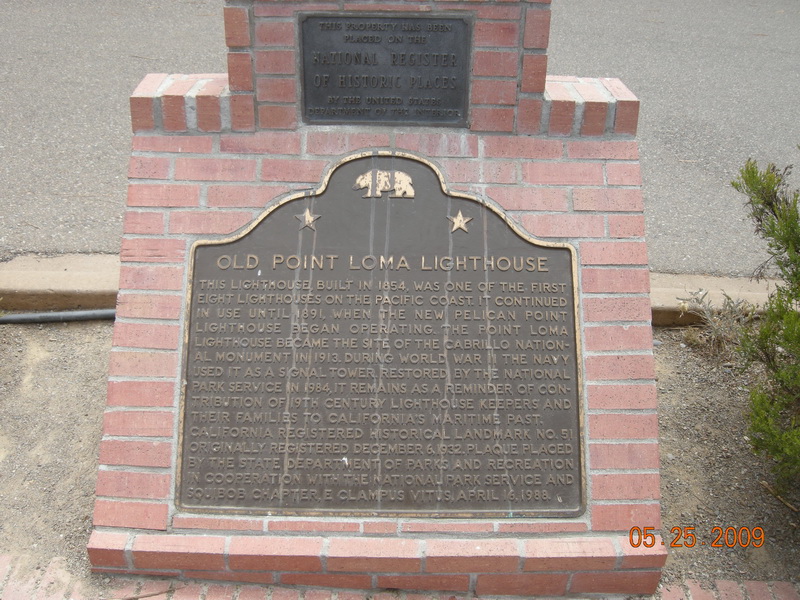 THIS PROPERTY HAS BEEN
PLACED ON THE
NATIONAL REGISTER
OF HISTORIC PLACES
BY THE UNITED STATES
DEPARTMENT OF THE INTERIOR
OLD POINT LOMA LIGHTHOUSE
THIS LIGHTHOUSE, BUILT IN 1854, WAS ONE OF THE FIRST
EIGHT LIGHTHOUSES ON THE PACIFIC COAST. IT CONTINUED
IN USE UNTIL 1891, WHEN THE NEW PELICAN POINT
LIGHTHOUSE BEGAN OPERATING. THE POINT LOMA
LIGHTHOUSE BECAME THE SITE OF THE CABRILLO NATION-
AL MONUMENT IN 1913. DURING WORLD WAR II THE NAVY
USED IT AS A SIGNAL TOWER. RESTORED BY THE NATIONAL
PARK SERVICE IN 1984, IT REMAINS AS A REMINDER OF CON-
TRIBUTION OF 19TH CENTURY LIGHTHOUSE KEEPERS AND
THEIR FAMILIES TO CALIFORNIA'S MARITIME PAST.
CALIFORNIA REGISTERED HISTORICAL LANDMARK NO. 51
ORIGINALLY REGISTERED, DECEMBER 6, 1932. PLAQUE PLACED
BY THE STATE DEPARTMENT OF PARKS AND RECREATION
IN COOPERATION WITH THE NATIONAL PARK SERVICE AND
SQUIBOB CHAPTER, E CLAMPUS VITUS, APRIL 16, 1988.
05.25.2009